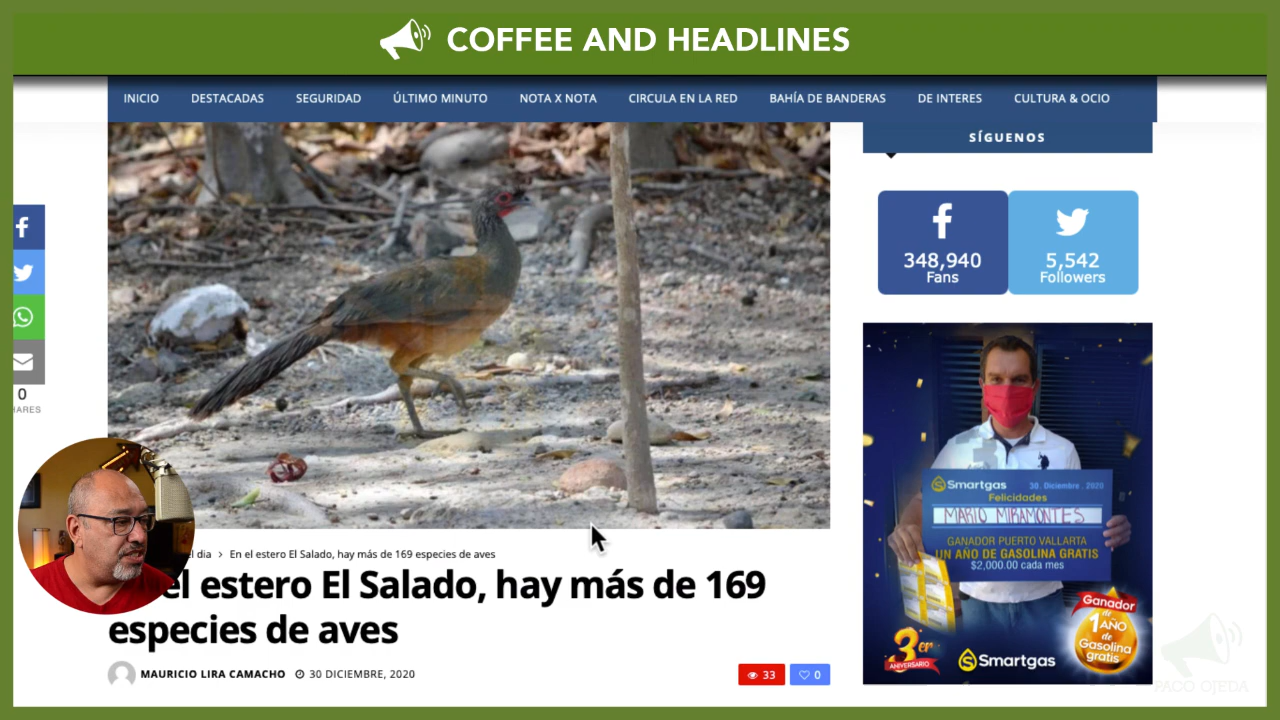 COFFEE AND HEADLINES
INICIO DESTACADAS SEGURIDAD ÚLTIMO MINUTO NOTA X NOTA CIRCULA EN LA RED BAHÍA DE BANDERAS DE INTERES CULTURA & OCIO
SÍGUENOS
348,940
Fans
5,542
Followers
0
HARES
Smartgas 30. Diciembre . 2020
Felicidades
MARIO MIRAMONTES
GANADOR PUERTO VALLARTA
UN AÑO DE GASOLINA GRATIS
$2,000.00 cada mes
Ganador
de
1 AÑO
de
Gasolina
gratis
3er
ANIVERSARIO
Smartgas
el dia > En el estero El Salado, hay más de 169 especies de aves
el estero El Salado, hay más de 169
especies de aves
MAURICIO LIRA CAMACHO 30 DICIEMBRE, 2020
33
0
PACO OJEDA